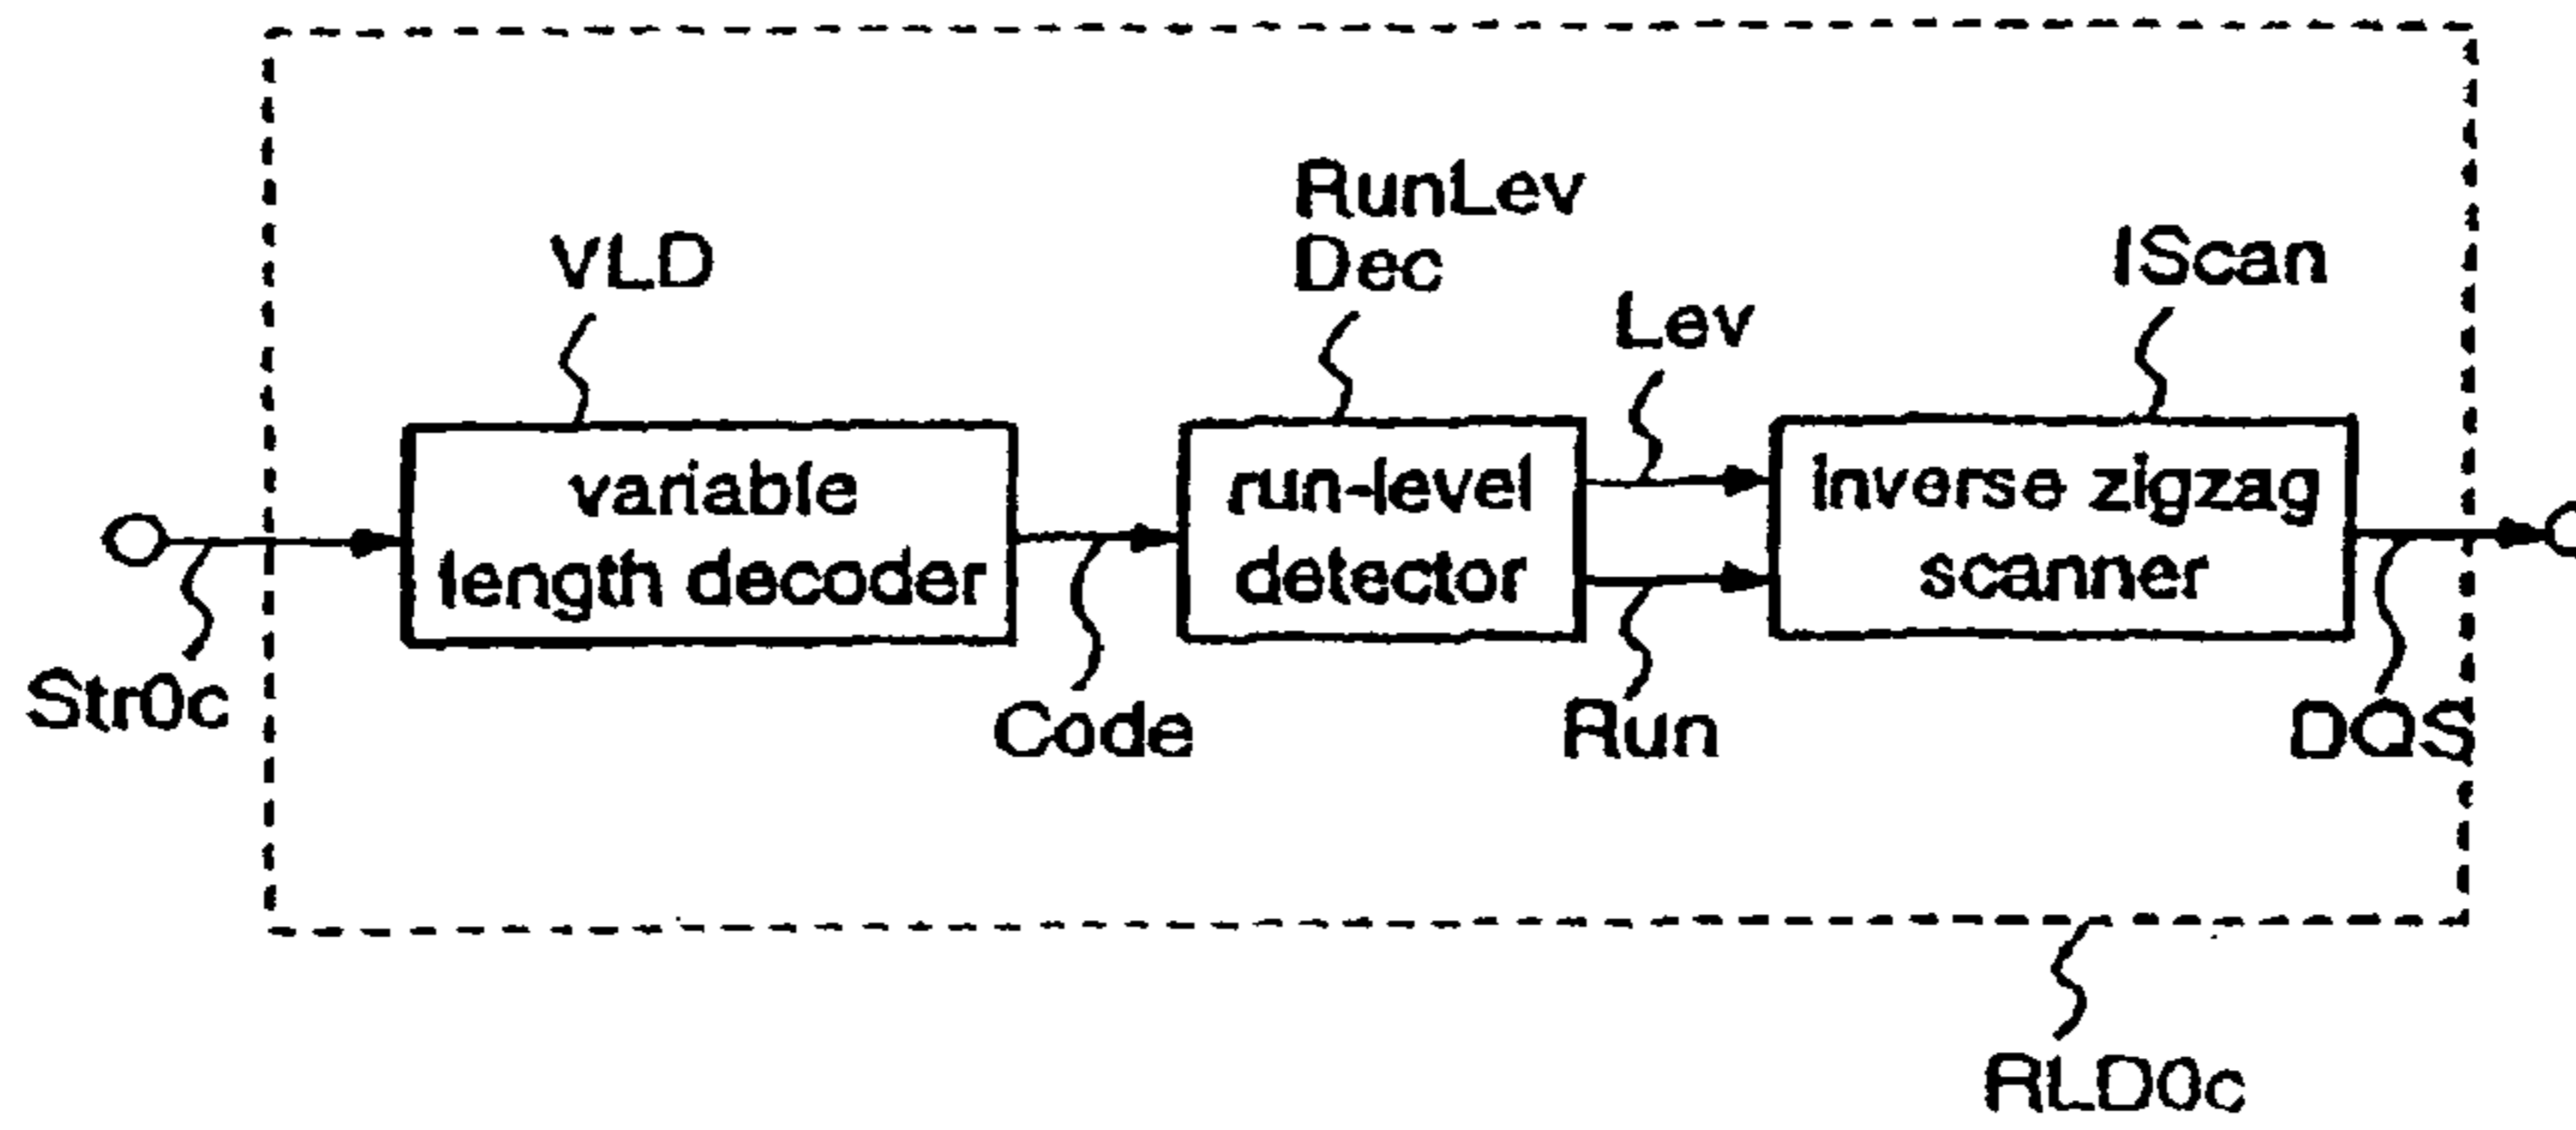 VLD
RunLev
Dec
Lev
IScan
variable
length decoder
run-level
detector
inverse zigzag
scanner
Str0c
Code
Run
DQS
RLD0c